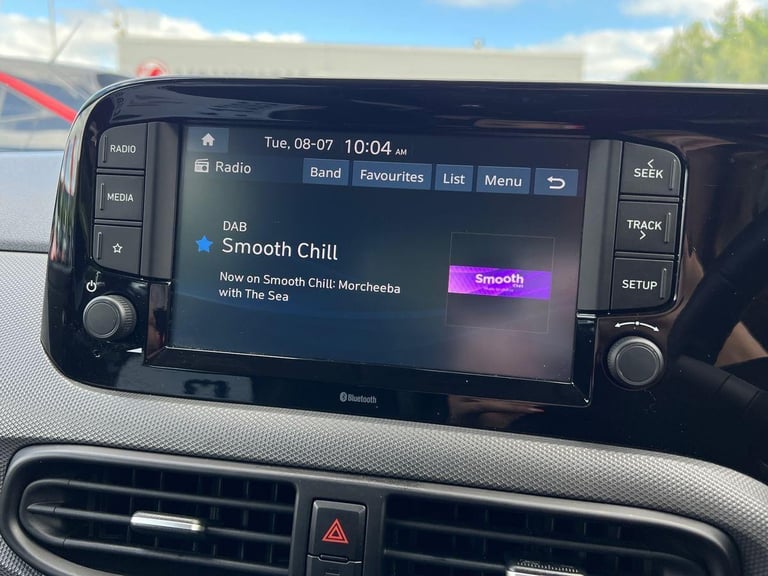 Tue, 08-07 10:04 AM
Radio
Band Favourites List Menu
DAB
Smooth Chill
Now on Smooth Chill: Morcheeba
with The Sea
Smooth
RADIO
MEDIA
SEEK
TRACK
SETUP
Bluetooth